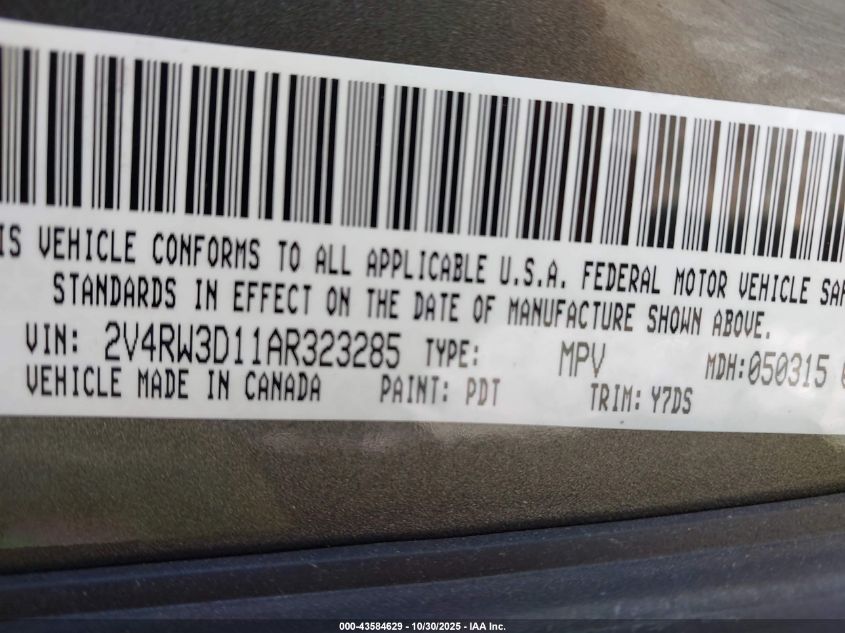 IS VEHICLE CONFORMS TO ALL APPLICABLE U.S.A. FEDERAL MOTOR VEHICLE SAF
STANDARDS IN EFFECT ON THE DATE OF MANUFACTURE SHOWN ABOVE.
VIN: 2V4RW3D11AR323285 TYPE: MPV MDH:050315
VEHICLE MADE IN CANADA PAINT: PDT TRIM: Y7DS
000-43584629 - 10/30/2025 - IAA Inc.